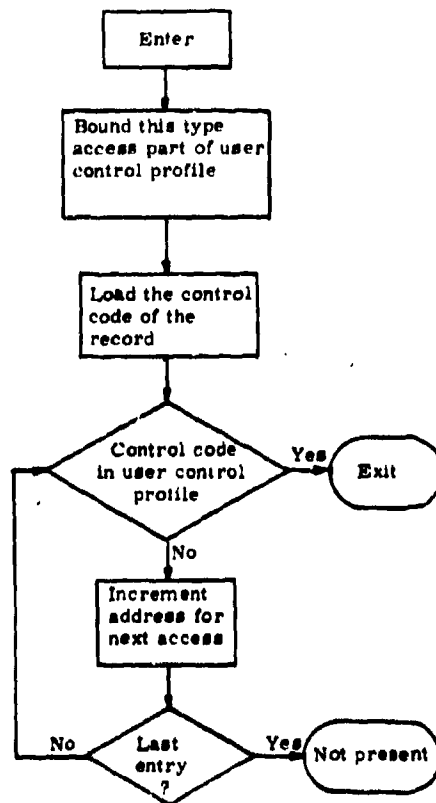 Enter
Bound this type
access part of user
control profile
Load the control
code of the
record
Control code
in user control
profile
Yes
Exit
No
Increment
address for
next access
No
Last
entry
?
Yes
Not present